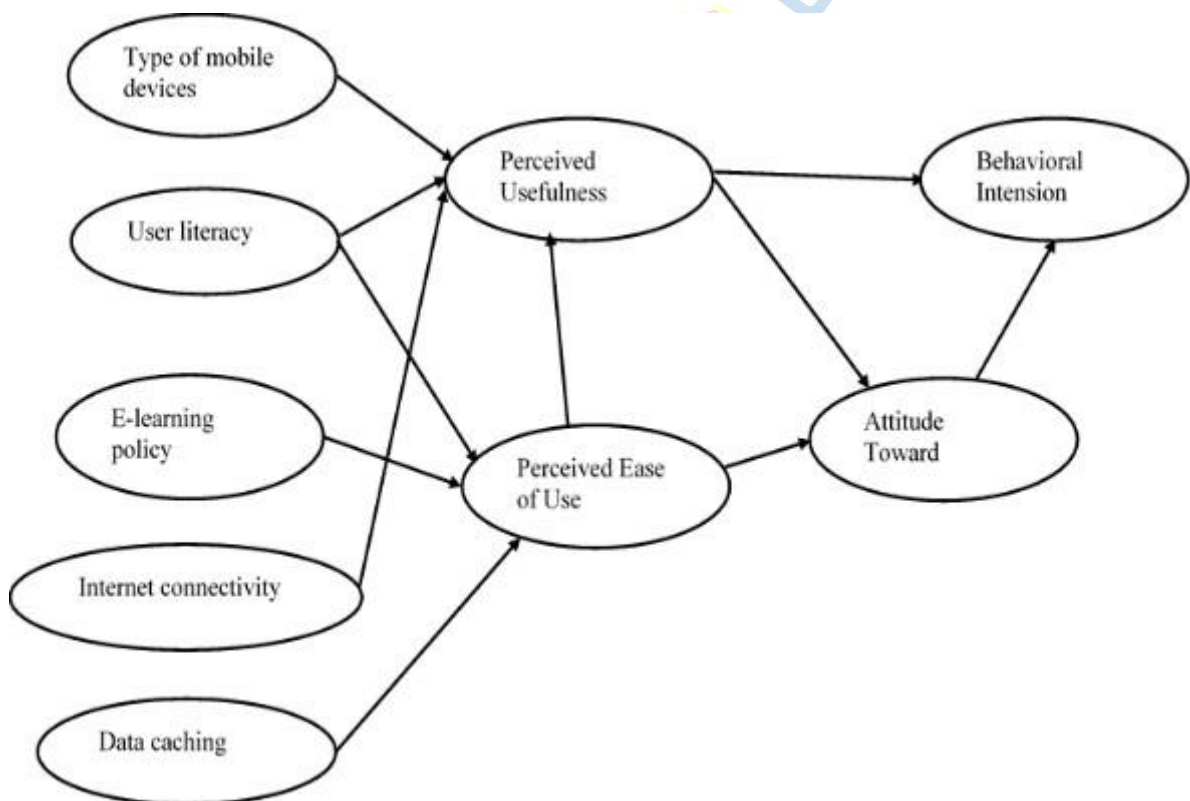 Type of mobile
devices
Perceived
Usefulness
Behavioral
Intension
User literacy
E-learning
policy
Attitude
Toward
Perceived Ease
of Use
Internet connectivity
Data caching